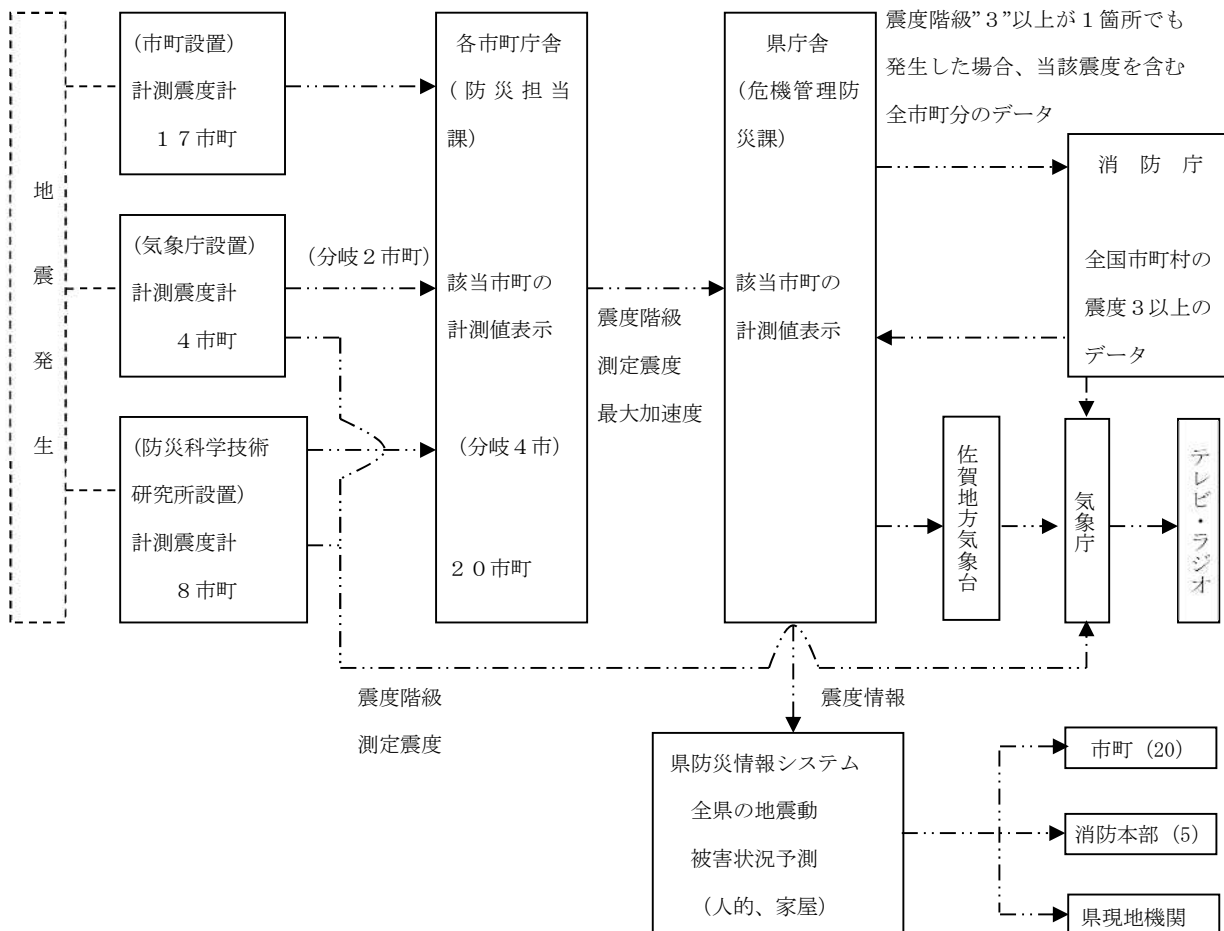 地震発生
(市町設置)
計測震度計
１７市町
(気象庁設置)
計測震度計
４市町
(防災科学技術
研究所設置)
計測震度計
８市町
(分岐２市町)
各市町庁舎
(防災担当
課)
該当市町の
計測値表示
(分岐４市)
２０市町
震度階級
測定震度
最大加速度
県庁舎
(危機管理防
災課)
該当市町の
計測値表示
震度階級”３”以上が１箇所でも
発生した場合、当該震度を含む
全市町分のデータ
消防庁
全国市町村の
震度３以上の
データ
佐賀地方気象台
気象庁
テレビ・ラジオ
震度階級
測定震度
震度情報
県防災情報システム
全県の地震動
被害状況予測
(人的、家屋)
市町 (20)
消防本部 (5)
県現地機関